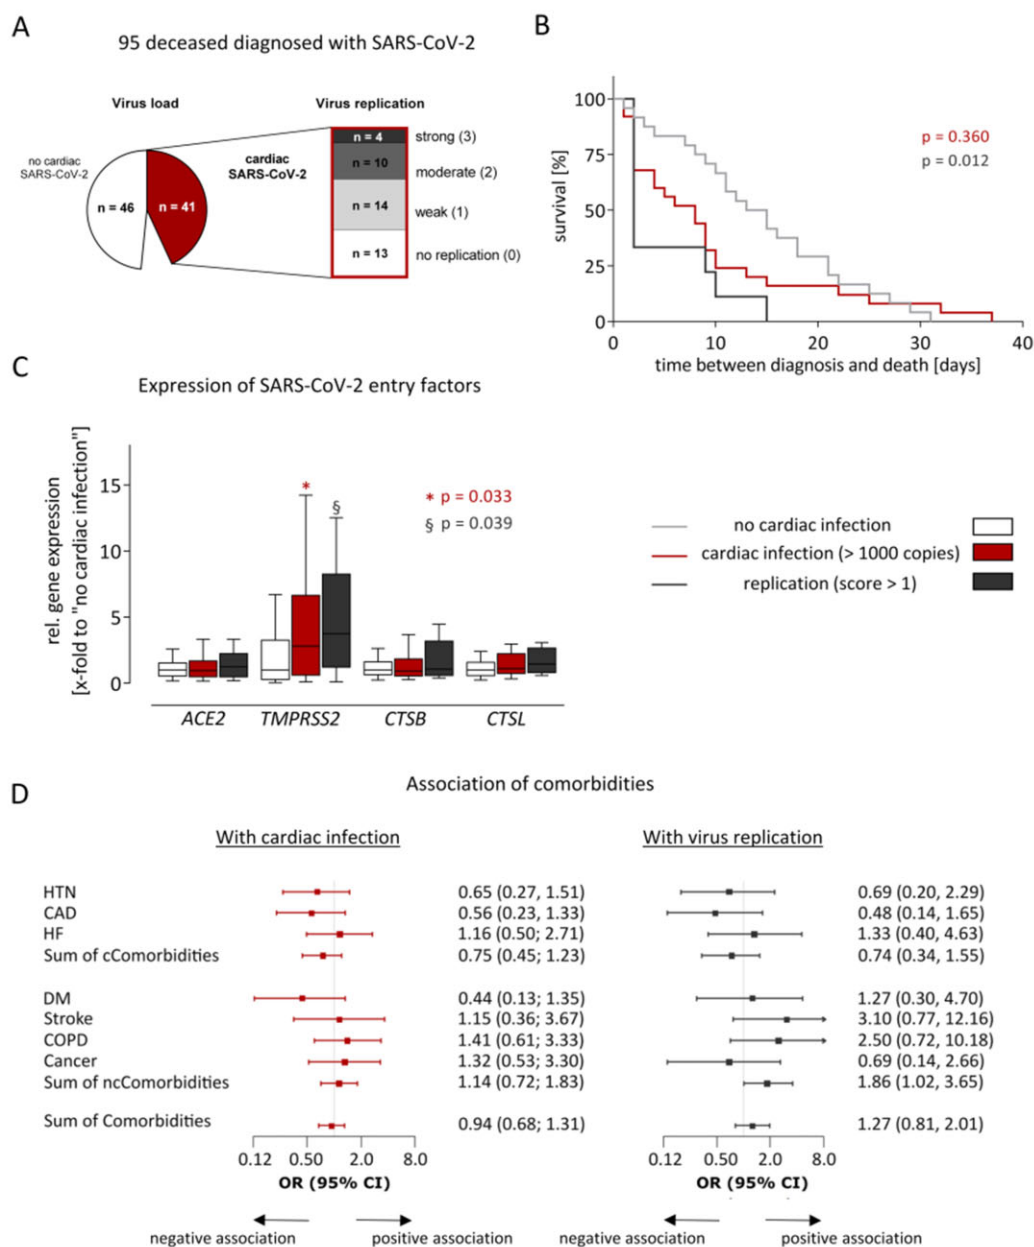 A
95 deceased diagnosed with SARS-CoV-2
Virus load
Virus replication
no cardiac
SARS-CoV-2
n = 46
n = 41
cardiac
SARS-CoV-2
n = 4
strong (3)
n = 10
moderate (2)
n = 14
weak (1)
n = 13
no replication (0)
B
survival [%]
100
75
50
25
0
p = 0.360
p = 0.012
0 10 20 30 40
time between diagnosis and death [days]
C
Expression of SARS-CoV-2 entry factors
rel. gene expression
[x-fold to "no cardiac infection"]
15
10
5
0
*
§
* p = 0.033
§ p = 0.039
ACE2 TMPRSS2 CTSB CTSL
no cardiac infection
cardiac infection (> 1000 copies)
replication (score > 1)
D
Association of comorbidities
With cardiac infection With virus replication
HTN 0.65 (0.27, 1.51) 0.69 (0.20, 2.29)
CAD 0.56 (0.23, 1.33) 0.48 (0.14, 1.65)
HF 1.16 (0.50; 2.71) 1.33 (0.40, 4.63)
Sum of cComorbidities 0.75 (0.45; 1.23) 0.74 (0.34, 1.55)
DM 0.44 (0.13; 1.35) 1.27 (0.30, 4.70)
Stroke 1.15 (0.36; 3.67) 3.10 (0.77, 12.16)
COPD 1.41 (0.61; 3.33) 2.50 (0.72, 10.18)
Cancer 1.32 (0.53; 3.30) 0.69 (0.14, 2.66)
Sum of ncComorbidities 1.14 (0.72; 1.83) 1.86 (1.02, 3.65)
Sum of Comorbidities 0.94 (0.68; 1.31) 1.27 (0.81, 2.01)
0.12 0.50 2.0 8.0 0.12 0.50 2.0 8.0
OR (95% CI) OR (95% CI)
negative association positive association negative association positive association